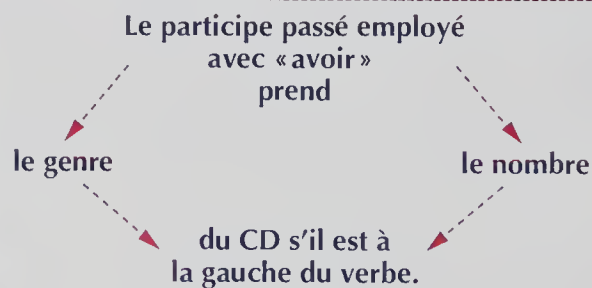 Le participe passé employé
avec «avoir»
prend
le genre
le nombre
du CD s'il est à
la gauche du verbe.